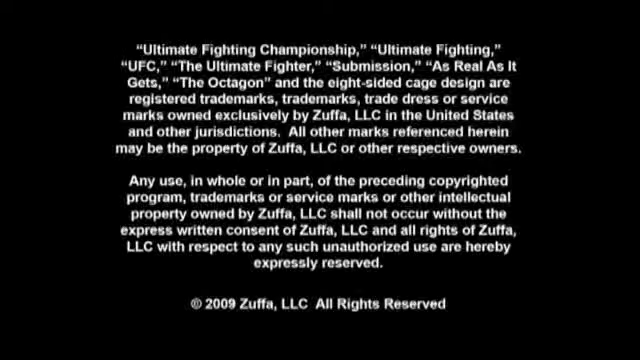 “Ultimate Fighting Championship,” “Ultimate Fighting,”
“UFC,” “The Ultimate Fighter,” “Submission,” “As Real As It
Gets,” “The Octagon” and the eight-sided cage design are
registered trademarks, trademarks, trade dress or service
marks owned exclusively by Zuffa, LLC in the United States
and other jurisdictions.  All other marks referenced herein
may be the property of Zuffa, LLC or other respective owners.
Any use, in whole or in part, of the preceding copyrighted
program, trademarks or service marks or other intellectual
property owned by Zuffa, LLC shall not occur without the
express written consent of Zuffa, LLC and all rights of Zuffa,
LLC with respect to any such unauthorized use are hereby
expressly reserved.
© 2009 Zuffa, LLC  All Rights Reserved